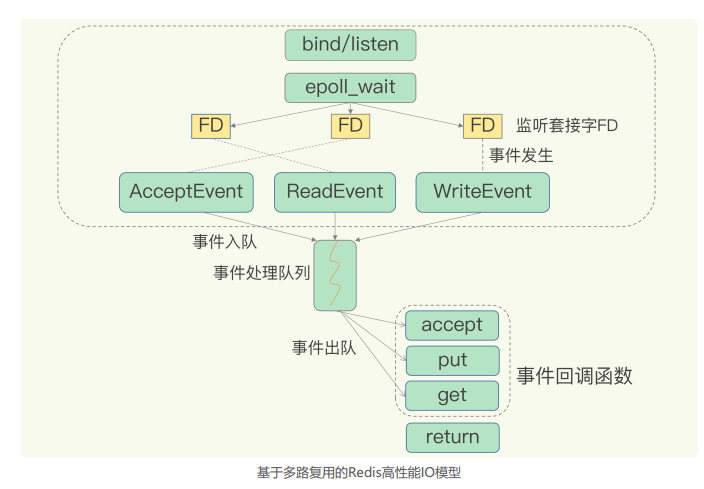 bind/listen
epoll_wait
FD
FD
FD
监听套接字FD
事件发生
AcceptEvent
ReadEvent
WriteEvent
事件入队
事件处理队列
accept
事件出队
put
事件回调函数
get
return
基于多路复用的Redis高性能IO模型